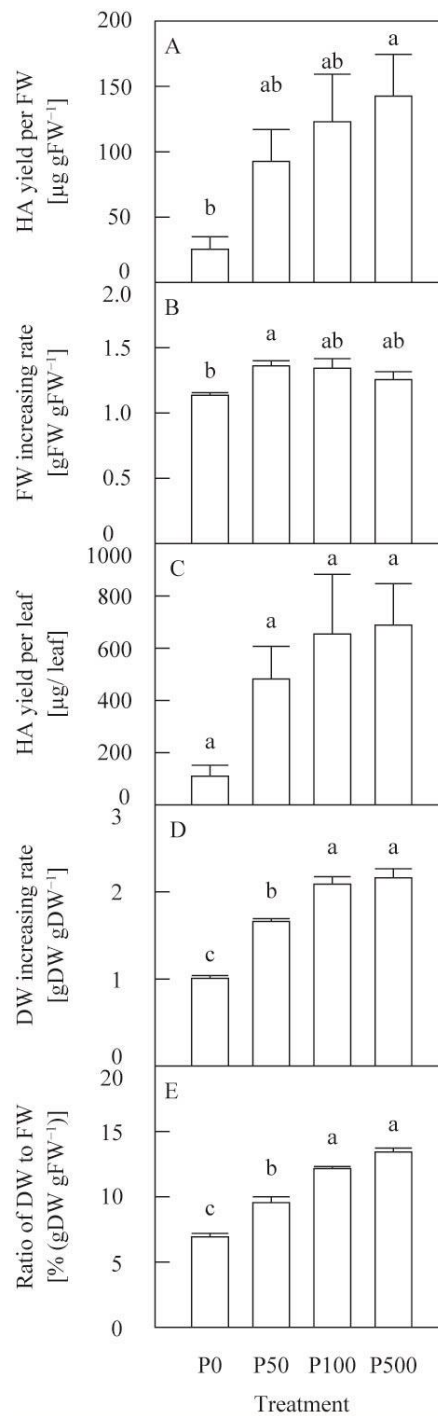 A
HA yield per FW
[µg gFW⁻¹]
200
150
100
50
0
b
ab
ab
a
B
FW increasing rate
[gFW gFW⁻¹]
2.0
1.5
1.0
0.5
0
b
a
ab
ab
C
HA yield per leaf
[µg/ leaf]
1000
800
600
400
200
0
a
a
a
a
D
DW increasing rate
[gDW gDW⁻¹]
3
2
1
0
c
b
a
a
E
Ratio of DW to FW
[% (gDW gFW⁻¹)]
20
15
10
5
0
c
b
a
a
P0 P50 P100 P500
Treatment